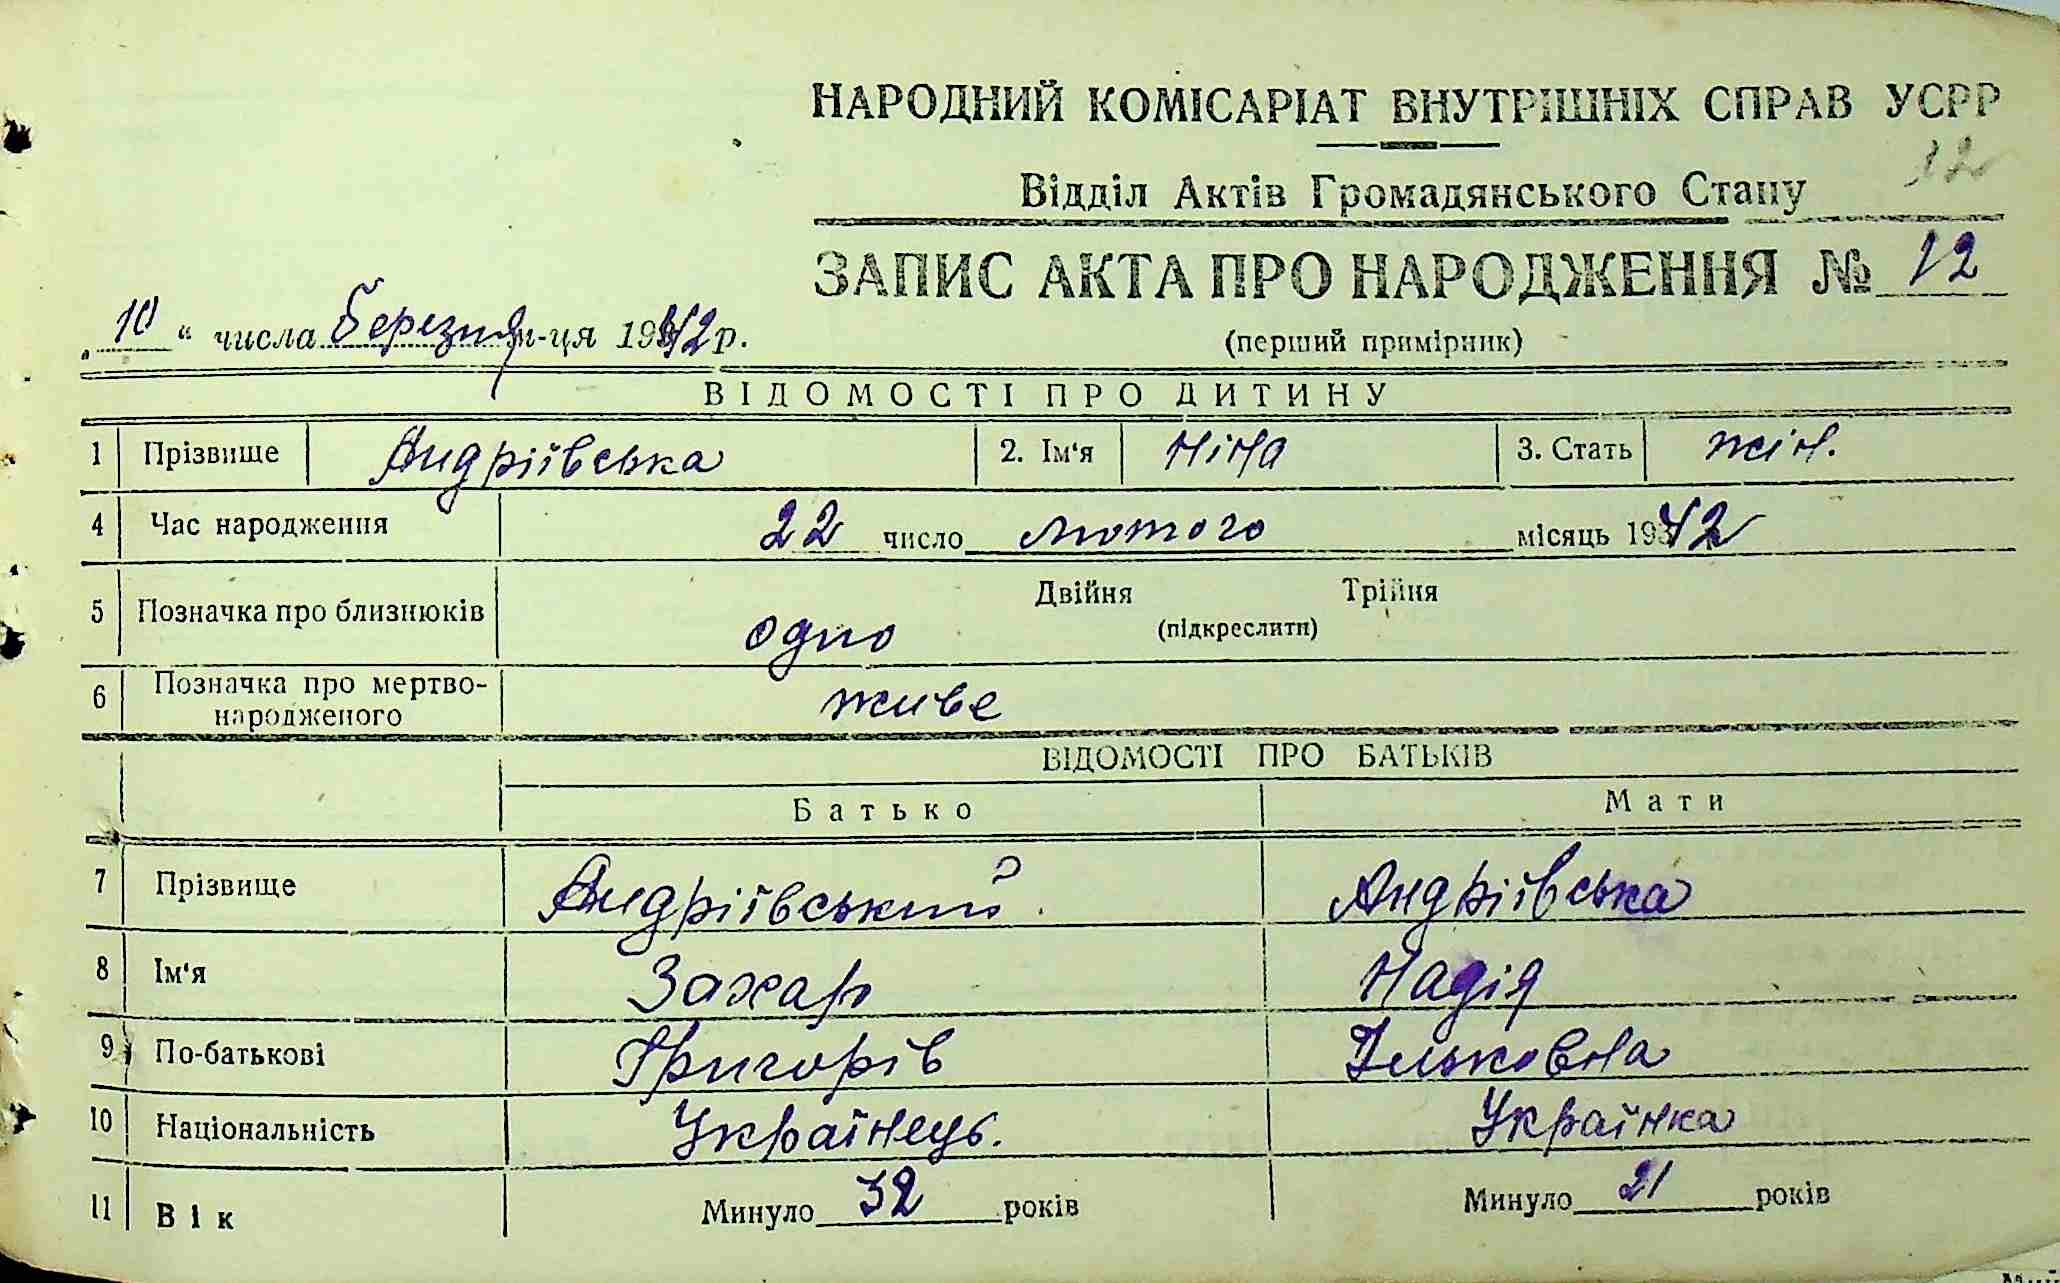 НАРОДНИЙ КОМІСАРІАТ ВНУТРІШНІХ СПРАВ УСРР
12
Відділ Актів Громадянського Стану
ЗАПИС АКТА ПРО НАРОДЖЕННЯ № 12
„10“ числа Березня м-ця 1942 р.
(перший примірник)
ВІДОМОСТІ ПРО ДИТИНУ
1 Прізвище Андріївська 2. Ім‘я Ніна 3. Стать жін.
4 Час народження 22 число лютого місяць 1942
5 Позначка про близнюків одно Двійня Трійня
(підкреслити)
6 Позначка про мертво-
народженого живе
ВІДОМОСТІ ПРО БАТЬКІВ
Батько Мати
7 Прізвище Андріївський Андріївська
8 Ім‘я Захар Надія
9 По-батькові Григорів Ільковна
10 Національність Українець. Українка
11 Вік Минуло 32 років Минуло 21 років